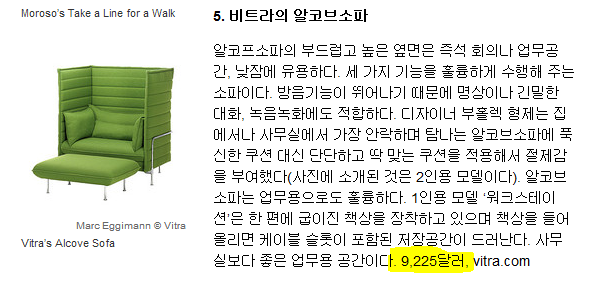 Moroso's Take a Line for a Walk
5. 비트라의 알코브소파
알코프소파의 부드럽고 높은 옆면은 즉석 회의나 업무공
간, 낮잠에 유용하다. 세 가지 기능을 훌륭하게 수행해 주는
소파이다. 방음기능이 뛰어나기 때문에 명상이나 긴밀한
대화, 녹음녹화에도 적합하다. 디자이너 부홀렉 형제는 집
에서나 사무실에서 가장 안락하며 탐나는 알코브소파에 푹
신한 쿠션 대신 단단하고 딱 맞는 쿠션을 적용해서 절제감
을 부여했다(사진에 소개된 것은 2인용 모델이다). 알코브
소파는 업무용으로도 훌륭하다. 1인용 모델 ‘워크스테이
션’은 한 편에 굽이진 책상을 장착하고 있으며 책상을 들어
올리면 케이블 슬롯이 포함된 저장공간이 드러난다. 사무
실보다 좋은 업무용 공간이다. 9,225달러, vitra.com
Marc Eggimann © Vitra
Vitra's Alcove Sofa